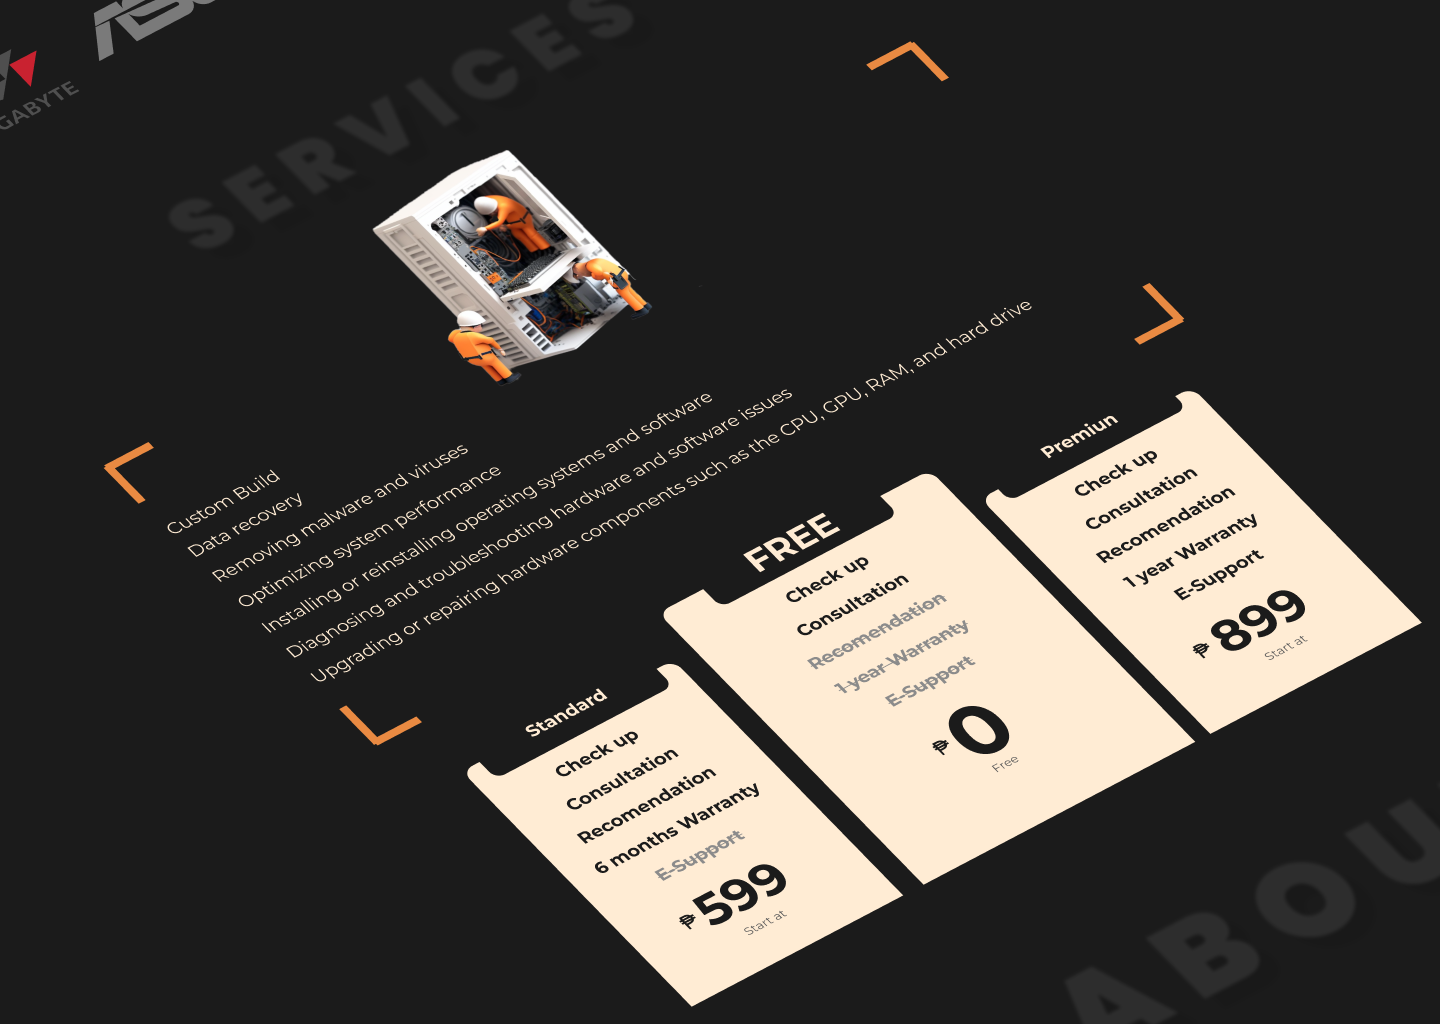 GABYTE
SERVICES
Custom Build
Data recovery
Removing malware and viruses
Optimizing system performance
Installing or reinstalling operating systems and software
Diagnosing and troubleshooting hardware and software issues
Upgrading or repairing hardware components such as the CPU, GPU, RAM, and hard drive
Standard
Check up
Consultation
Recomendation
6 months Warranty
E-Support
₱ 599
Start at
FREE
Check up
Consultation
Recomendation
1 year Warranty
E-Support
₱ 0
Free
Premiun
Check up
Consultation
Recomendation
1 year Warranty
E-Support
₱ 899
Start at
ABOU